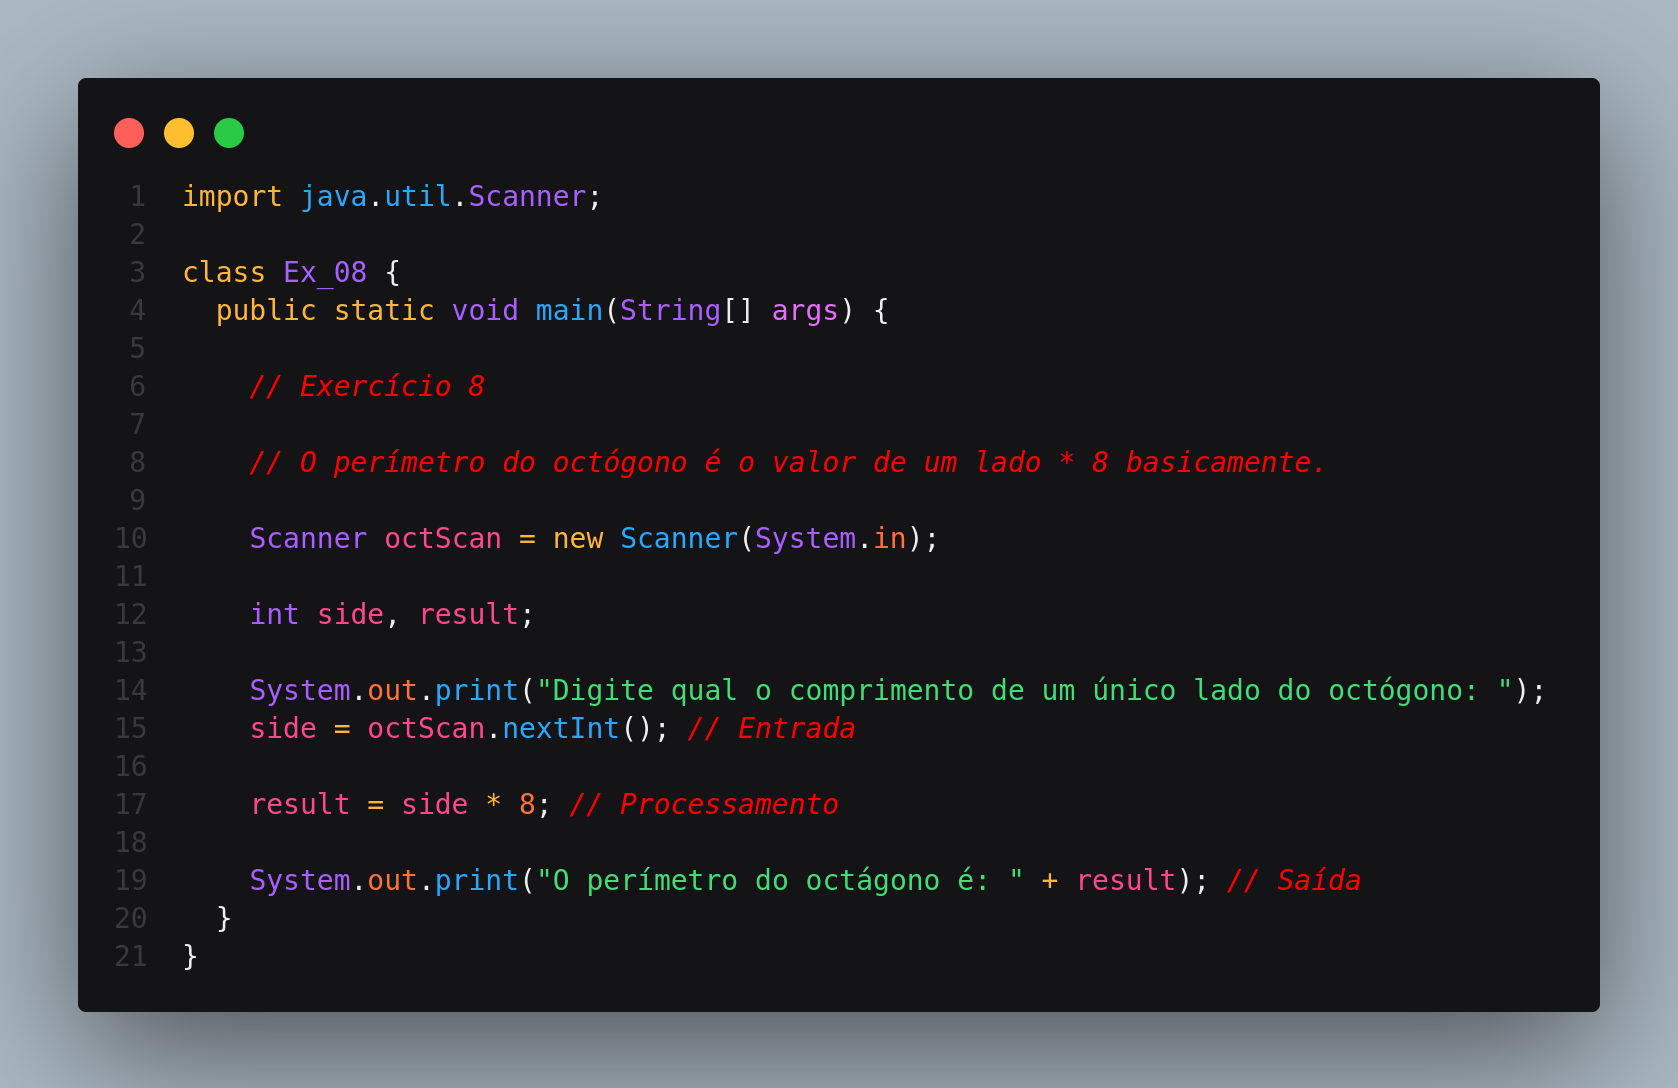 1 import java.util.Scanner;
2
3 class Ex_08 {
4   public static void main(String[] args) {
5
6     // Exercício 8
7
8     // O perímetro do octógono é o valor de um lado * 8 basicamente.
9
10     Scanner octScan = new Scanner(System.in);
11
12     int side, result;
13
14     System.out.print("Digite qual o comprimento de um único lado do octógono: ");
15     side = octScan.nextInt(); // Entrada
16
17     result = side * 8; // Processamento
18
19     System.out.print("O perímetro do octágono é: " + result); // Saída
20   }
21 }